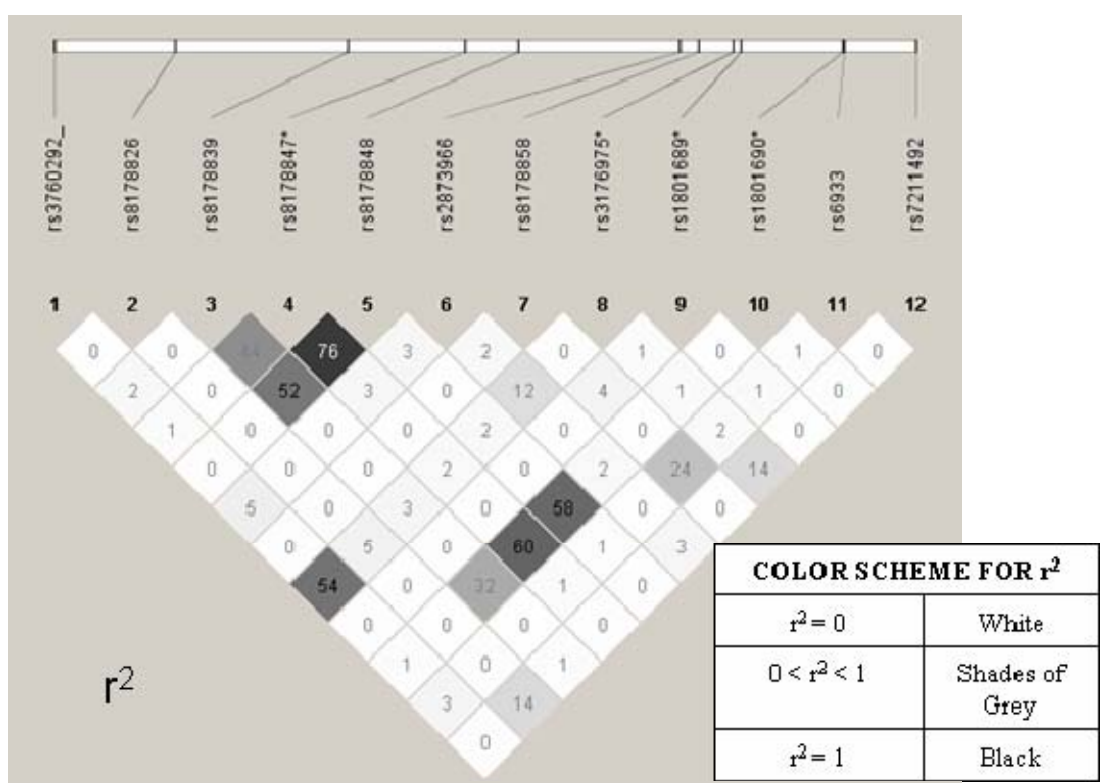 rs3760292_
rs8178826
rs8178839
rs8178847*
rs8178848
rs2873966
rs8178858
rs3176975*
rs1801689*
rs1801690*
rs6933
rs7211492
1 2 3 4 5 6 7 8 9 10 11 12
0 0 44 76 3 2 0 1 0 1 0
2 0 52 3 0 12 4 1 1 0
1 0 0 0 2 0 0 2 0
0 0 0 2 0 2 24 14
5 0 3 0 58 0 0
0 5 0 60 1 3
54 0 32 1 0
0 0 0 0
1 0 1
3 14
0
r²
COLOR SCHEME FOR r²
r² = 0 White
0 < r² < 1 Shades of
Grey
r² = 1 Black